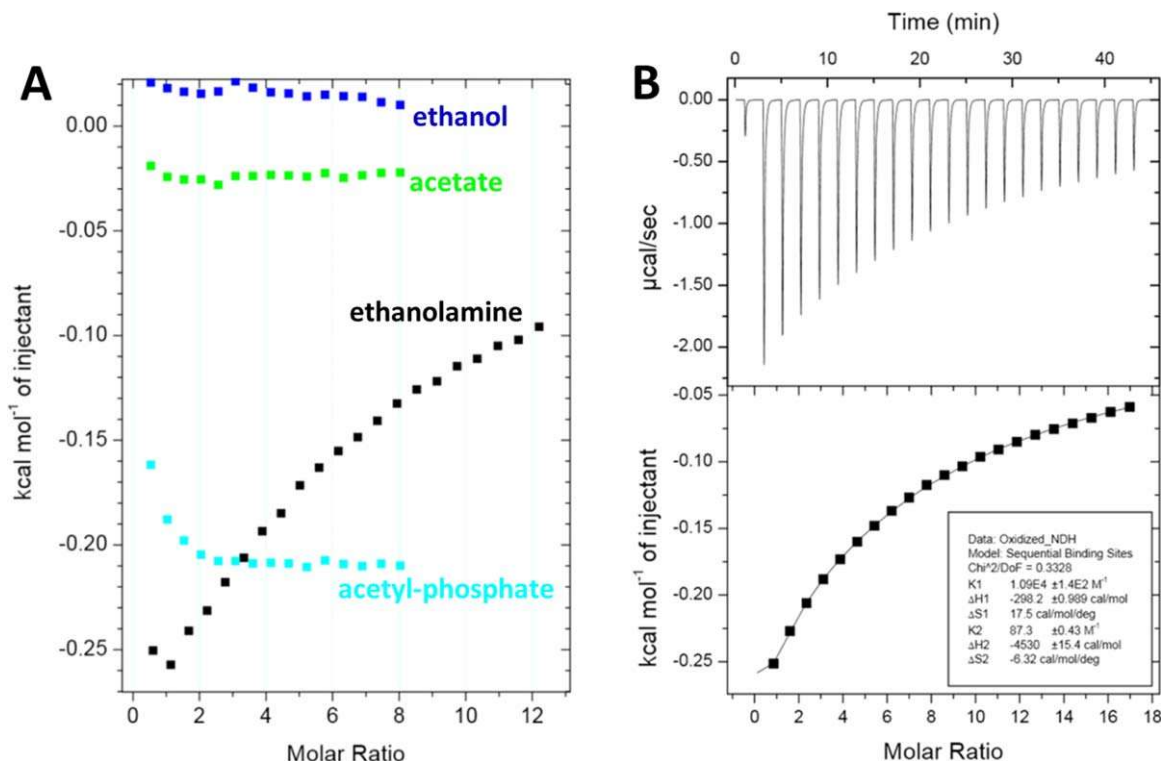 A
0.00
-0.05
-0.10
-0.15
-0.20
-0.25
kcal mol⁻¹ of injectant
ethanol
acetate
ethanolamine
acetyl-phosphate
0 2 4 6 8 10 12
Molar Ratio
B
Time (min)
0 10 20 30 40
0.00
-0.50
-1.00
-1.50
-2.00
µcal/sec
-0.05
-0.10
-0.15
-0.20
-0.25
kcal mol⁻¹ of injectant
Data: Oxidized_NDH
Model: Sequential Binding Sites
Chi^2/DoF = 0.3328
K1 1.09E4 ±1.4E2 M⁻¹
ΔH1 -298.2 ±0.989 cal/mol
ΔS1 17.5 cal/mol/deg
K2 87.3 ±0.43 M⁻¹
ΔH2 -4530 ±15.4 cal/mol
ΔS2 -6.32 cal/mol/deg
0 2 4 6 8 10 12 14 16 18
Molar Ratio